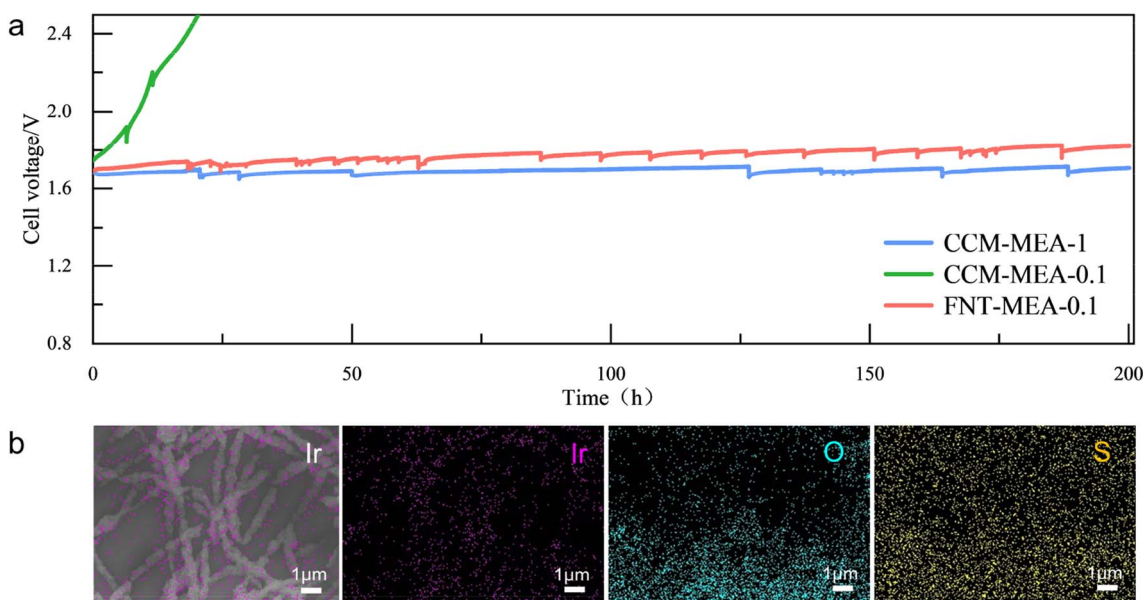 a
Cell voltage/V
2.4
2.0
1.6
1.2
0.8
0
50
100
150
200
Time（h）
CCM-MEA-1
CCM-MEA-0.1
FNT-MEA-0.1
b
Ir
1μm
Ir
1μm
O
1μm
S
1μm